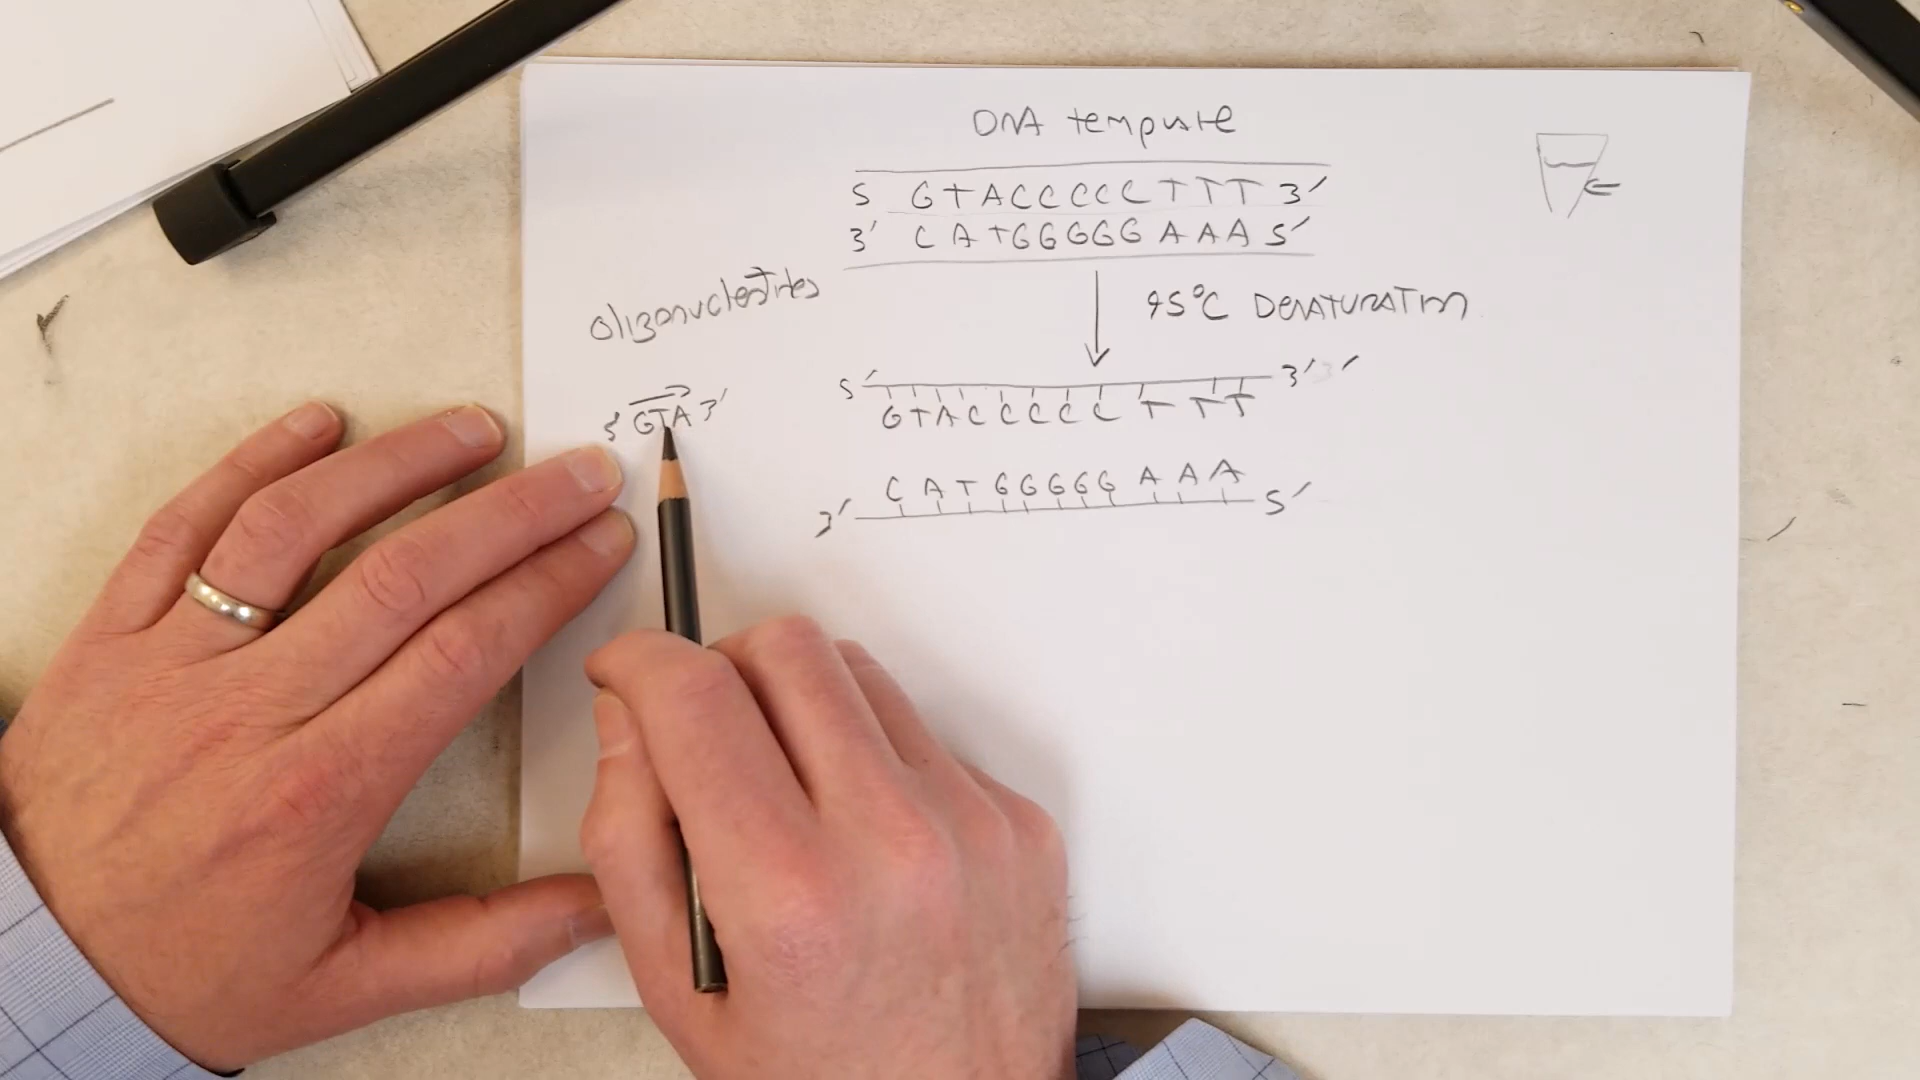 DNA template
5 GTACCCCCTTT 3'
3' CATGGGGGAAA 5'
oligonucleotides
95°C DENATURATION
5' 3' 3'
GTACCCCCTTT
5' GTA 3'
CATGGGGGAAA
3' 5'